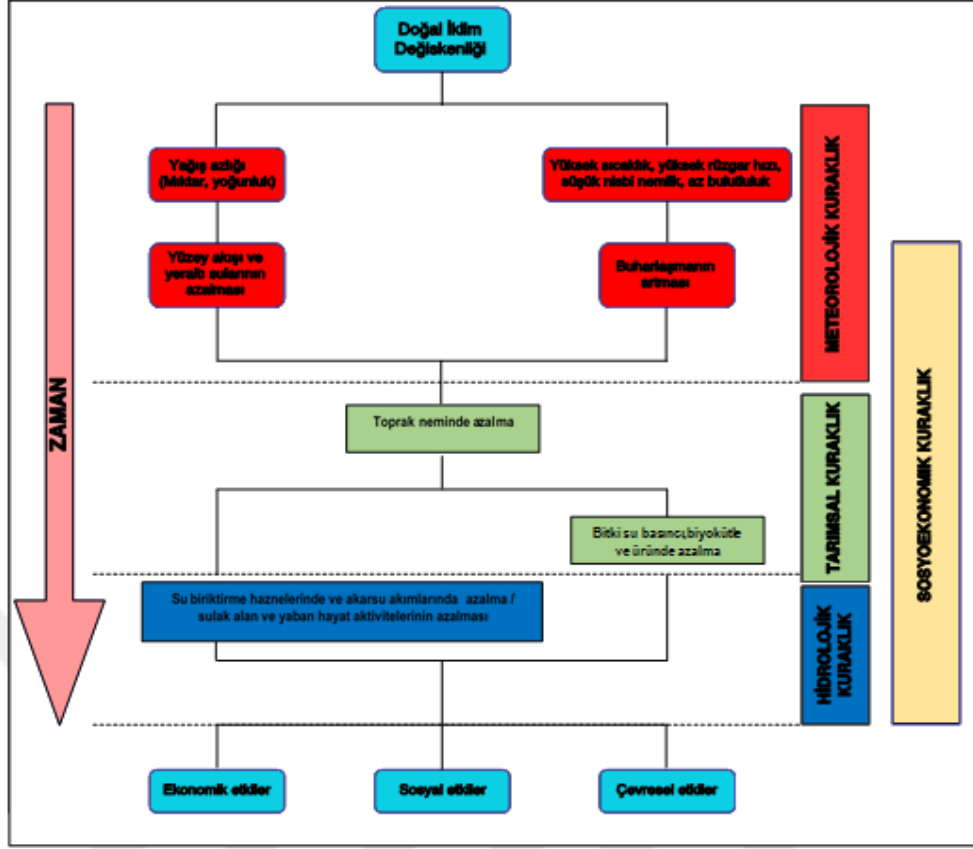 Doğal İklim
Değiskenliği
Yağış azlığı
(Miktar, yoğunluk)
Yüksek sıcaklık, yüksek rüzgar hızı,
süşük nisbi nemlik, az bulutluluk
Yüzey akışı ve
yeraltı sularının
azalması
Buharlaşmanın
artması
METEOROLOJİK KURAKLIK
ZAMAN
Toprak neminde azalma
Bitki su basıncı,biyokütle
ve üründe azalma
TARIMSAL KURAKLIK
SOSYOEKONOMIK KURAKLIK
Su biriktirme haznelerinde ve akarsu akımlarında azalma /
sulak alan ve yaban hayat aktivitelerinin azalması
HİDROLOJİK
KURAKLIK
Ekonomik etkiler
Sosyal etkiler
Çevresel etkiler